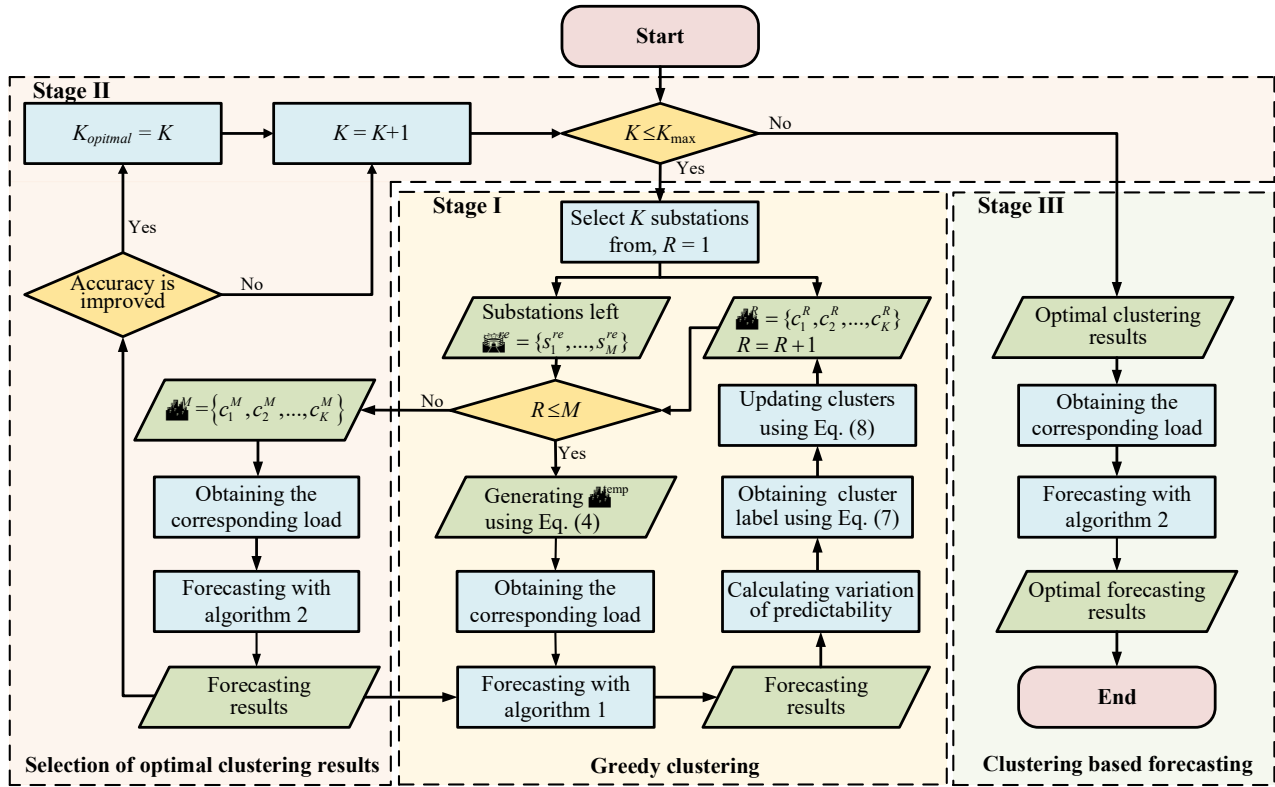 Start
Stage II
K_{opitmal} = K
K = K+1
K ≤ K_{max}
No
Yes
Stage I
Select K substations
from, R = 1
Stage III
Yes
Accuracy is
improved
No
Substations left
^{re} = {s_1^{re},...,s_M^{re}}
^R = {c_1^R, c_2^R,...,c_K^R}
R = R + 1
Optimal clustering
results
^M = {c_1^M, c_2^M,...,c_K^M}
No
R ≤ M
Yes
Updating clusters
using Eq. (8)
Obtaining the
corresponding load
Obtaining the
corresponding load
Generating ^{temp}
using Eq. (4)
Obtaining cluster
label using Eq. (7)
Forecasting with
algorithm 2
Forecasting with
algorithm 2
Obtaining the
corresponding load
Calculating variation
of predictability
Optimal forecasting
results
Forecasting
results
Forecasting with
algorithm 1
Forecasting
results
End
Selection of optimal clustering results
Greedy clustering
Clustering based forecasting